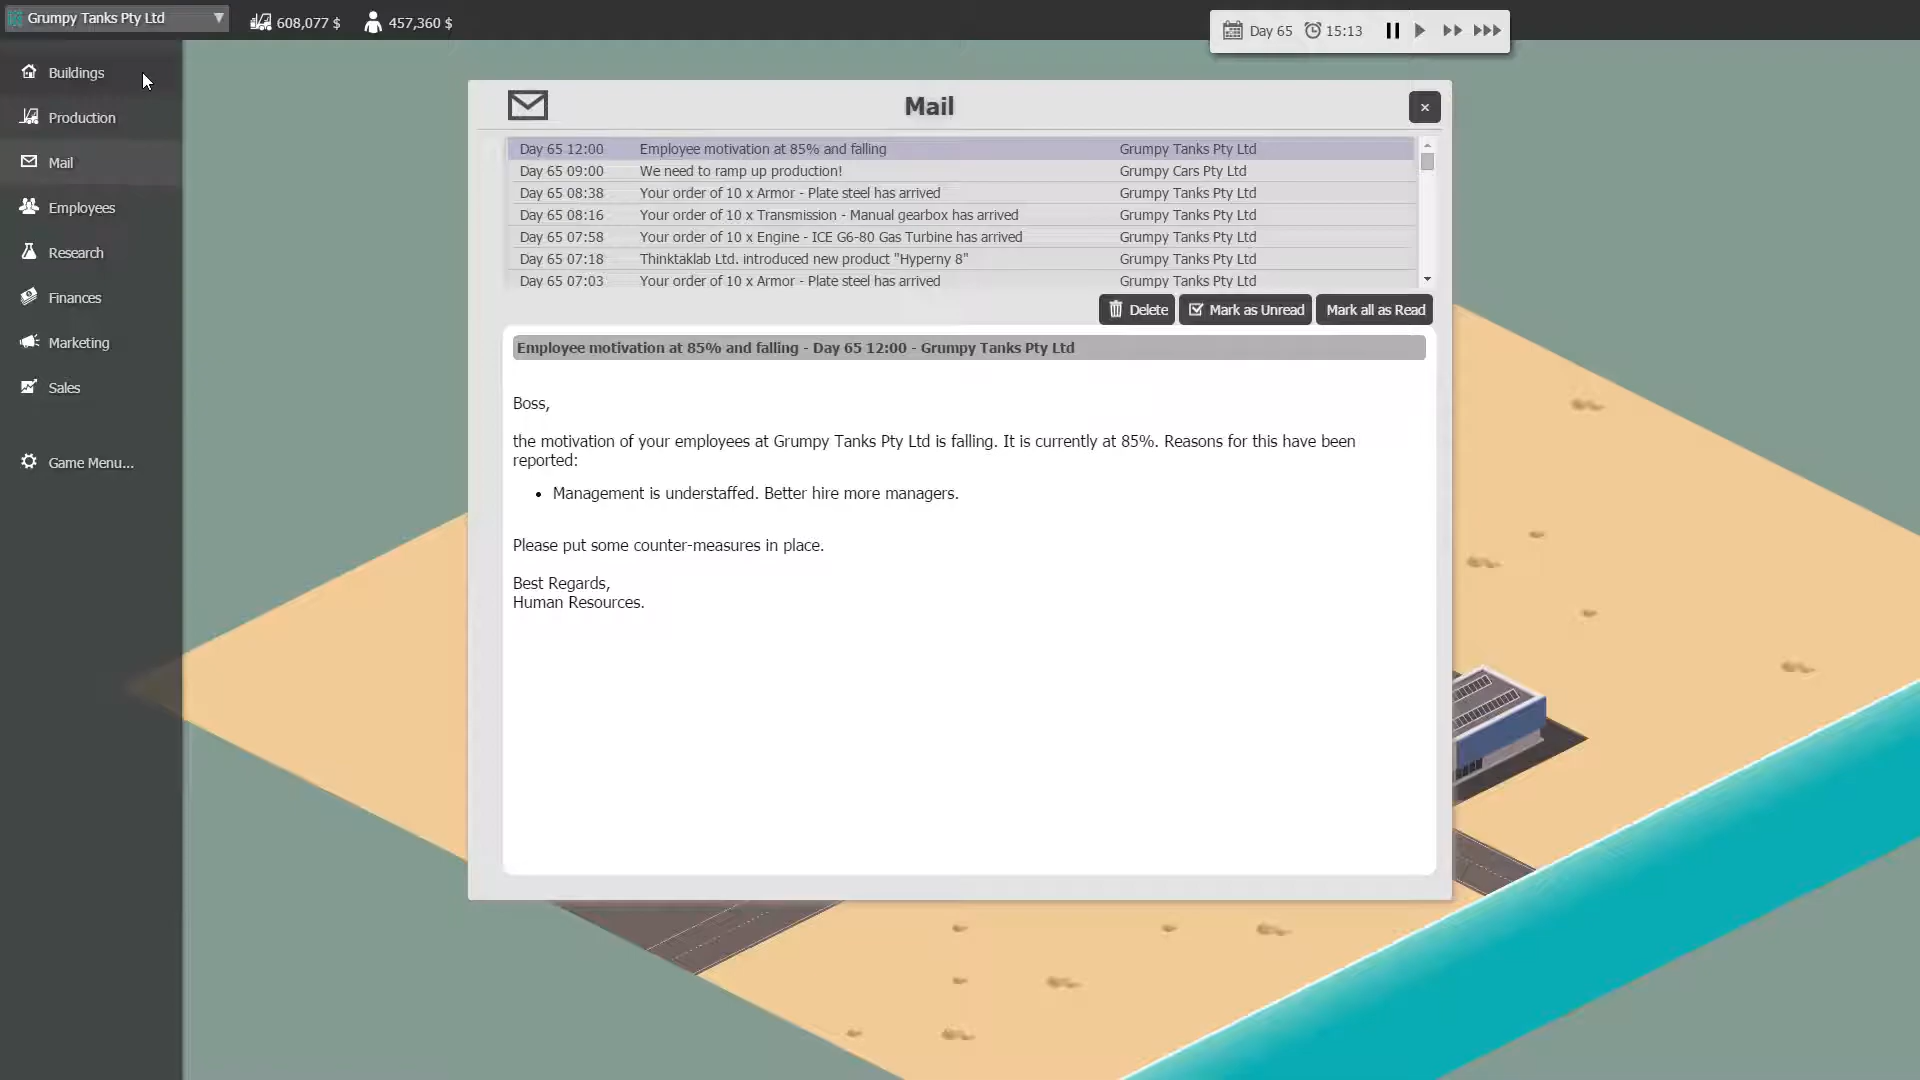 Grumpy Tanks Pty Ltd
608,077 $
457,360 $
Day 65
15:13
Buildings
Production
Mail
Employees
Research
Finances
Marketing
Sales
Game Menu...
Mail
Day 65 12:00 Employee motivation at 85% and falling Grumpy Tanks Pty Ltd
Day 65 09:00 We need to ramp up production! Grumpy Cars Pty Ltd
Day 65 08:38 Your order of 10 x Armor - Plate steel has arrived Grumpy Tanks Pty Ltd
Day 65 08:16 Your order of 10 x Transmission - Manual gearbox has arrived Grumpy Tanks Pty Ltd
Day 65 07:58 Your order of 10 x Engine - ICE G6-80 Gas Turbine has arrived Grumpy Tanks Pty Ltd
Day 65 07:18 Thinktaklab Ltd. introduced new product "Hyperny 8" Grumpy Tanks Pty Ltd
Day 65 07:03 Your order of 10 x Armor - Plate steel has arrived Grumpy Tanks Pty Ltd
Delete Mark as Unread Mark all as Read
Employee motivation at 85% and falling - Day 65 12:00 - Grumpy Tanks Pty Ltd
Boss,
the motivation of your employees at Grumpy Tanks Pty Ltd is falling. It is currently at 85%. Reasons for this have been
reported:
• Management is understaffed. Better hire more managers.
Please put some counter-measures in place.
Best Regards,
Human Resources.